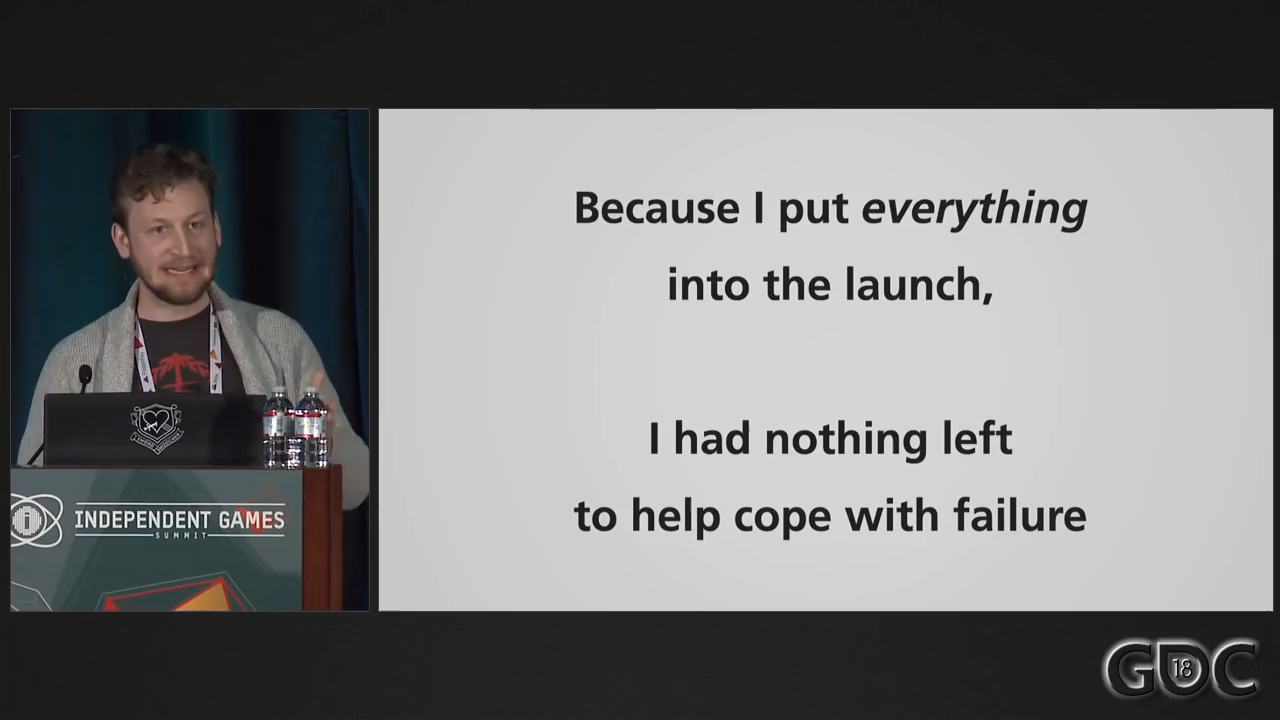 Because I put everything
into the launch,
I had nothing left
to help cope with failure
INDEPENDENT GAMES
SUMMIT
GDC
18